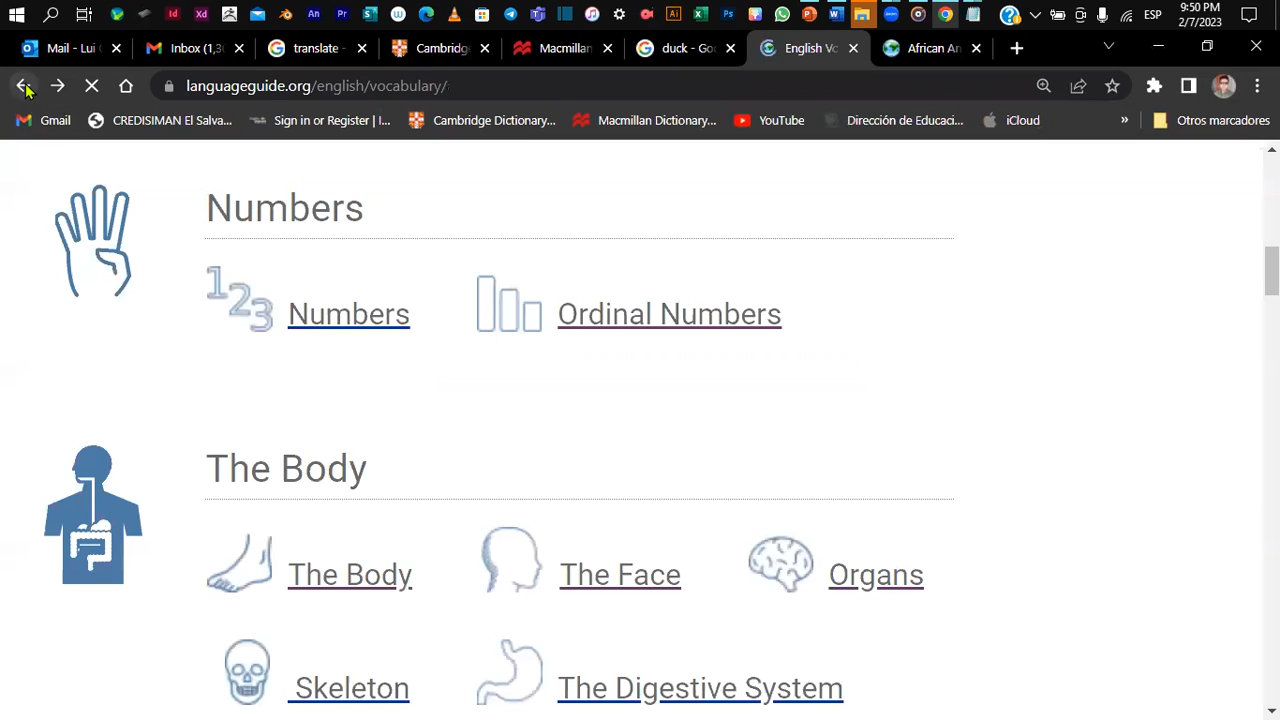 ESP
9:50 PM
2/7/2023
Mail - Lui
Inbox (1,3
translate -
Cambridg
Macmillan
duck - Goo
English Vo
African An
languageguide.org/english/vocabulary/
Gmail
CREDISIMAN El Salva...
Sign in or Register | I...
Cambridge Dictionary...
Macmillan Dictionary...
YouTube
Dirección de Educaci...
iCloud
Otros marcadores
Numbers
123
Numbers
Ordinal Numbers
The Body
The Body
The Face
Organs
Skeleton
The Digestive System